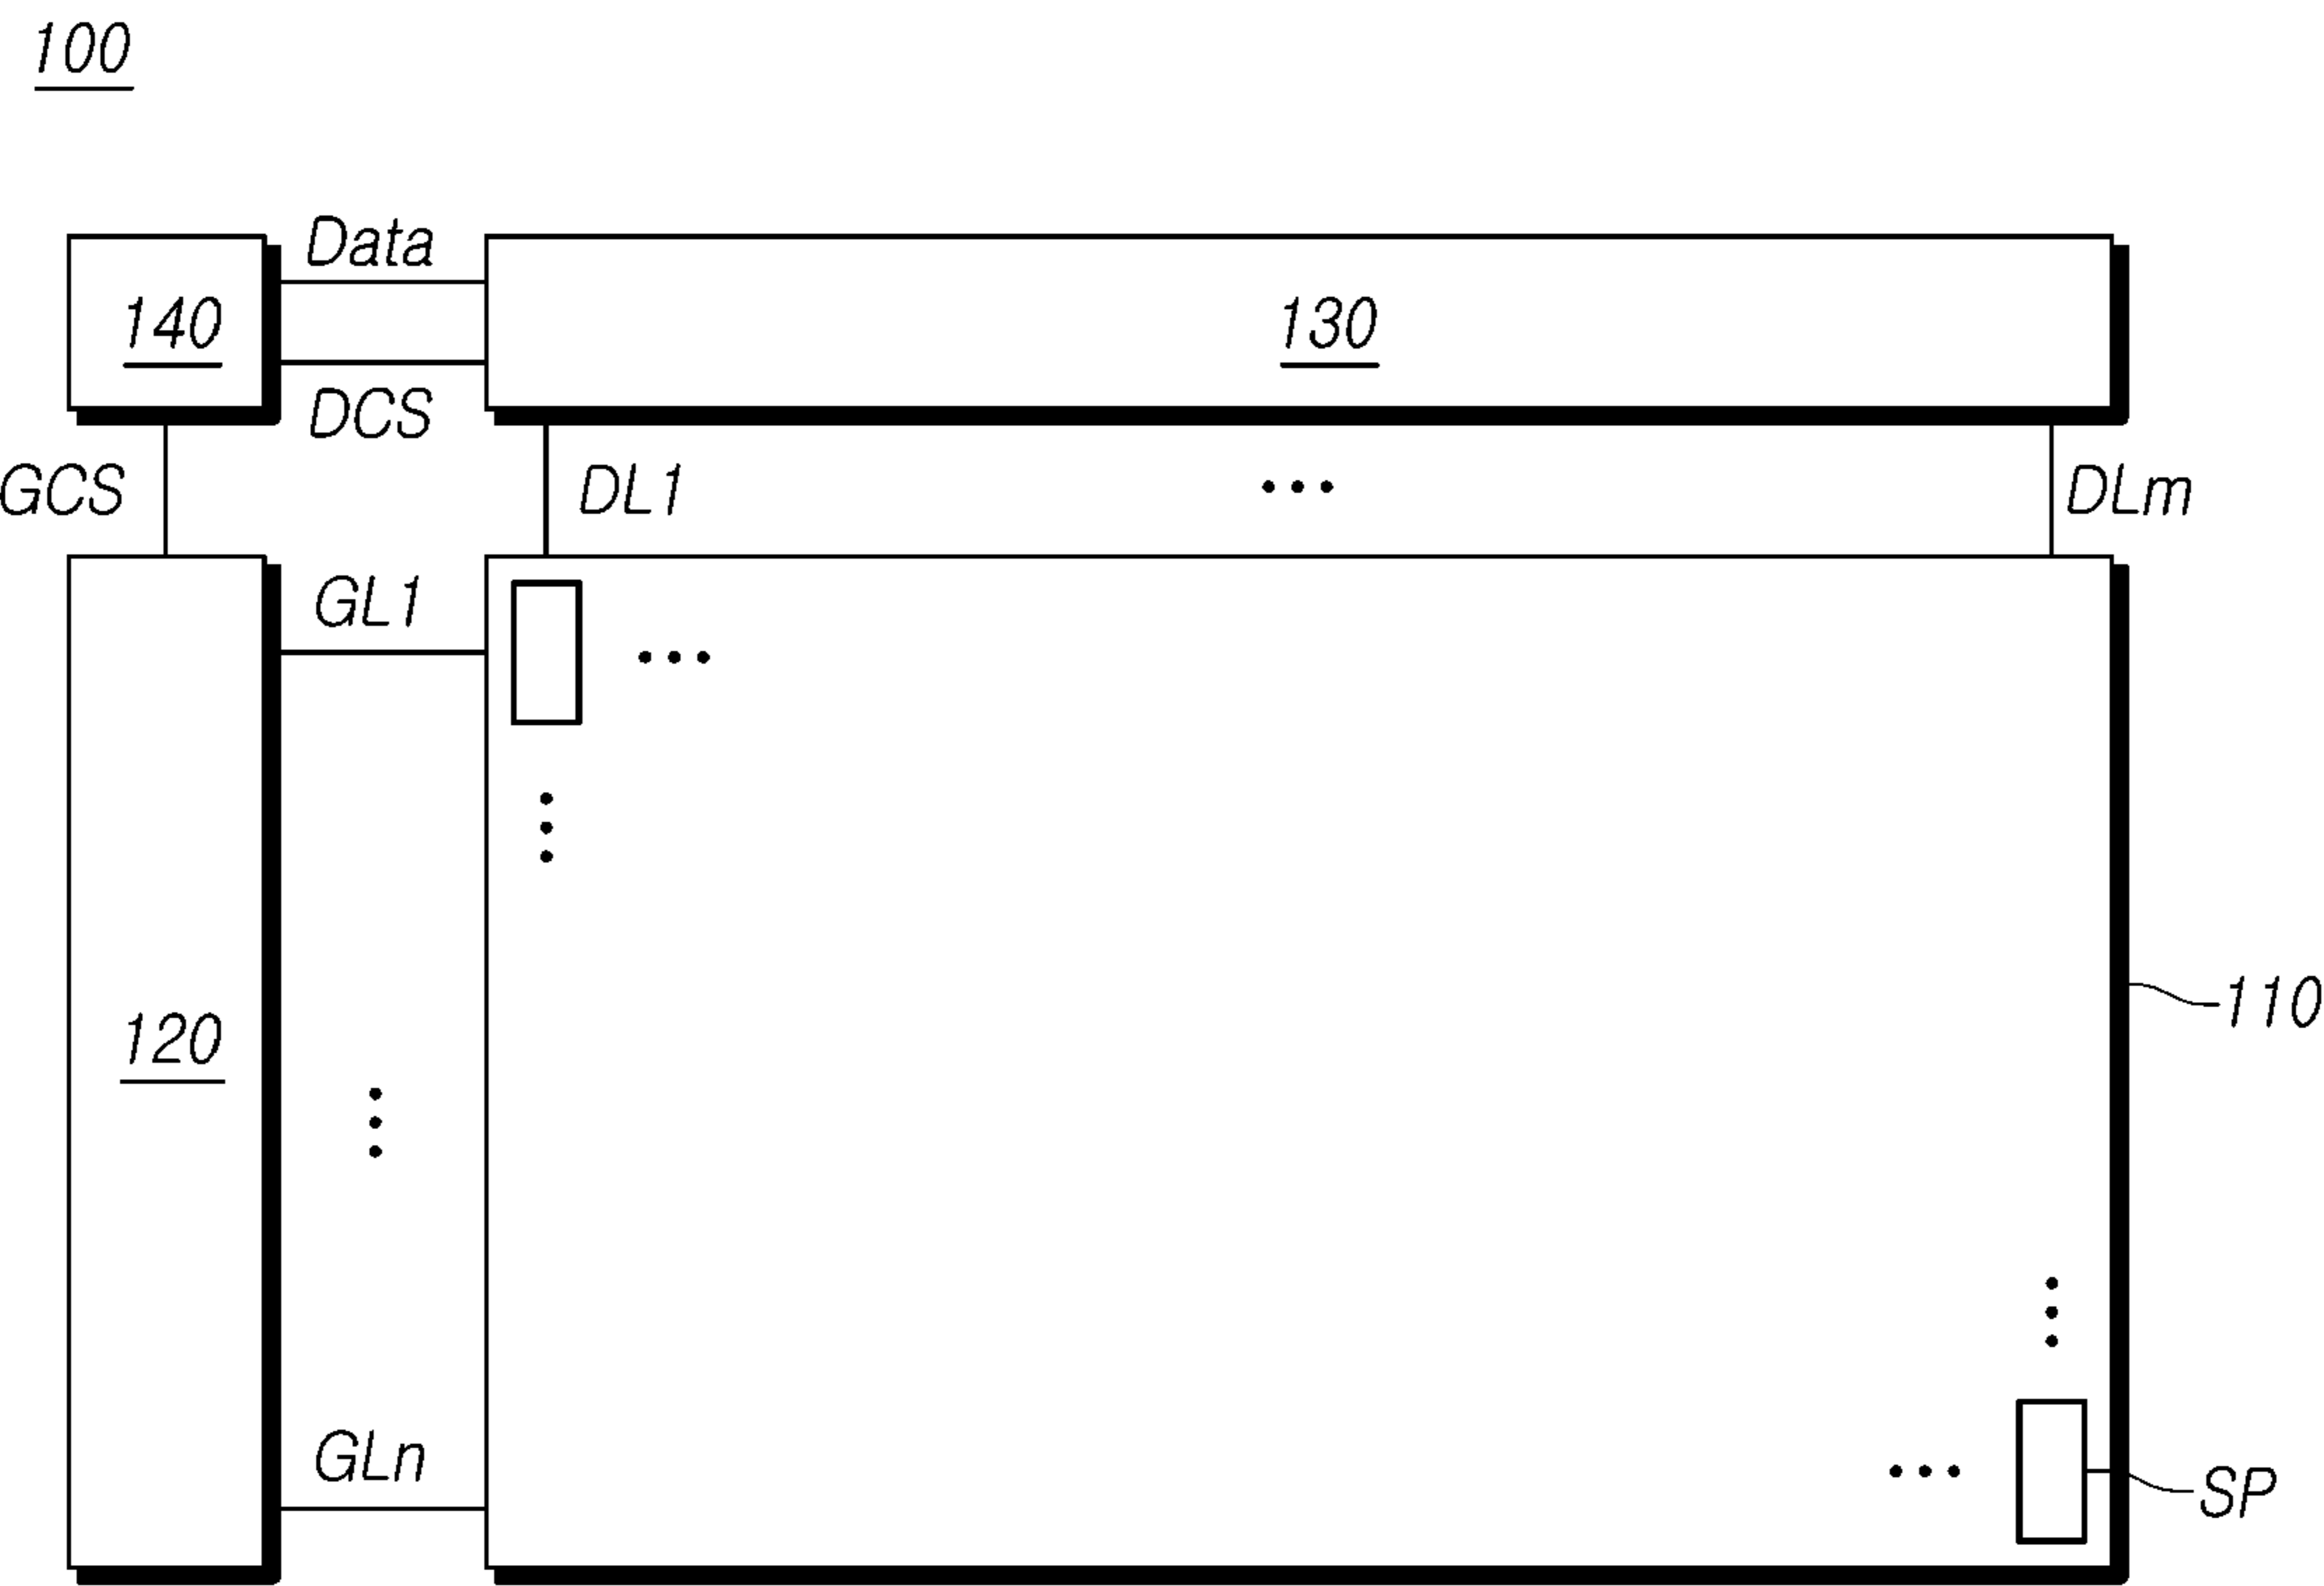 100
Data
140
130
DCS
GCS
DL1
...
DLm
GL1
110
120
GLn
SP